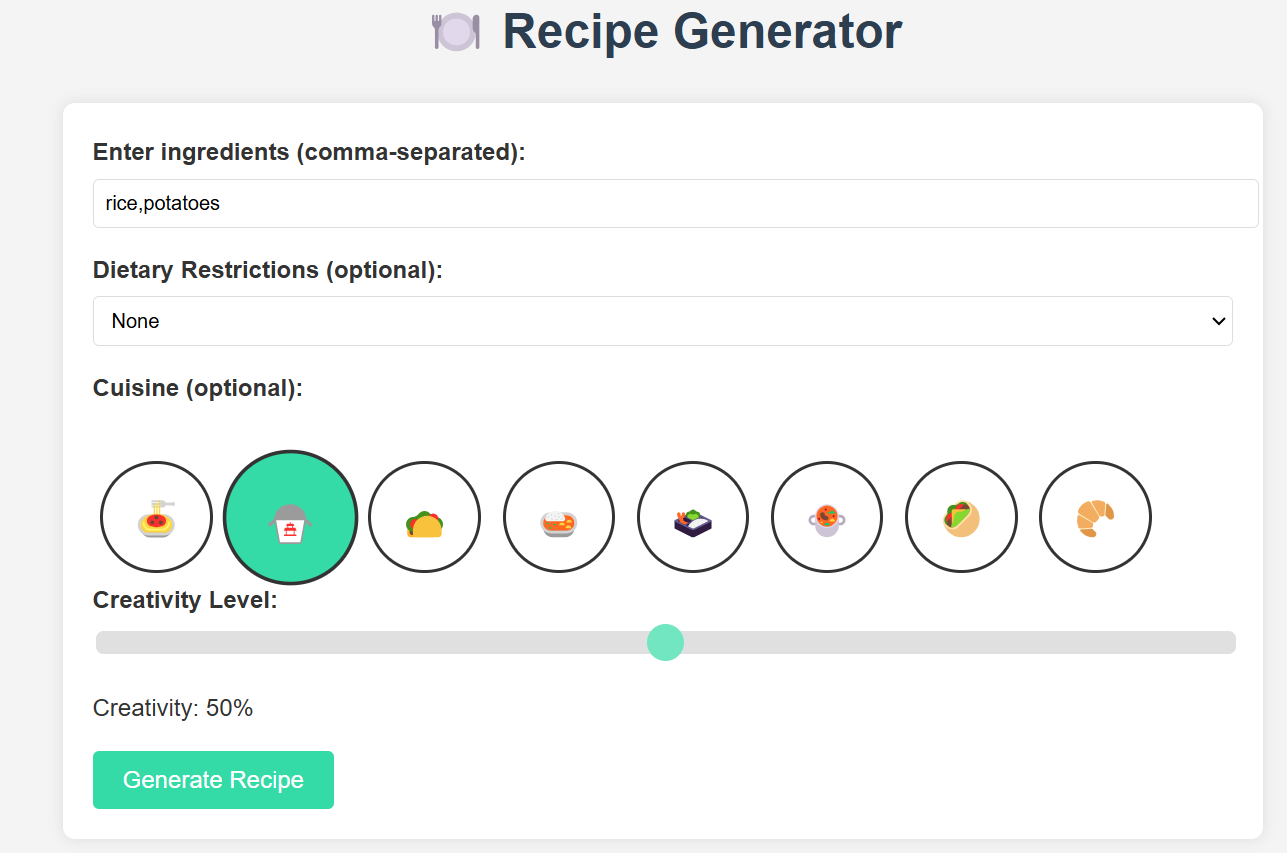 Recipe Generator
Enter ingredients (comma-separated):
rice,potatoes
Dietary Restrictions (optional):
None
Cuisine (optional):
Creativity Level:
Creativity: 50%
Generate Recipe